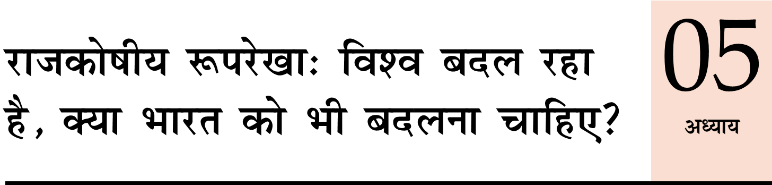 राजकोषीय रूपरेखाः विश्व बदल रहा
है, क्या भारत को भी बदलना चाहिए?
05
अध्याय